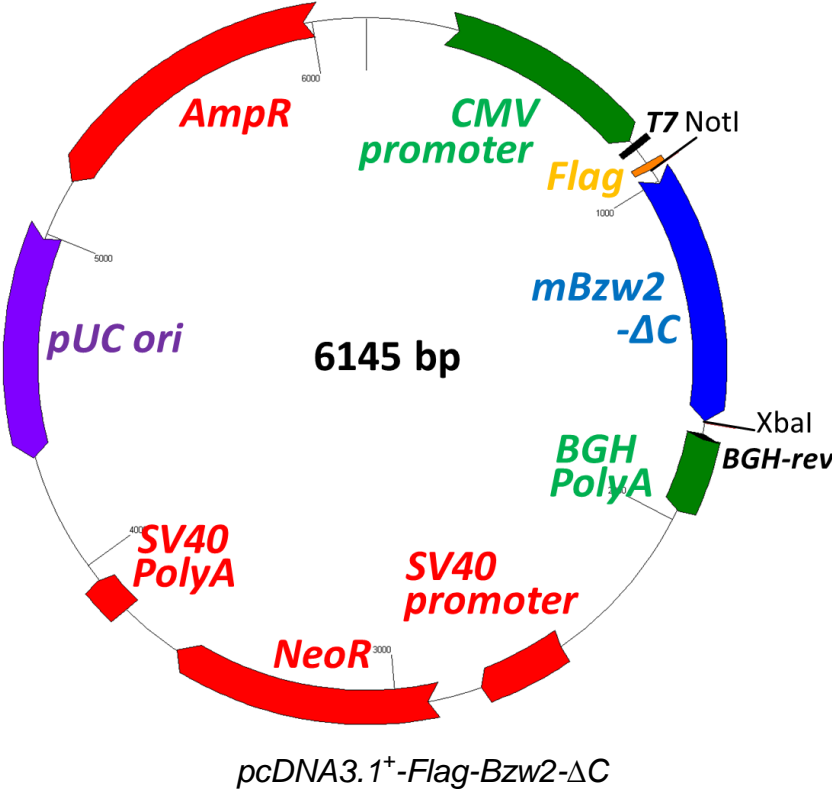 6000
AmpR
CMV
promoter
T7 NotI
Flag
1000
5000
mBzw2
-ΔC
pUC ori
6145 bp
XbaI
BGH
PolyA
BGH-rev
SV40
PolyA
SV40
promoter
NeoR
3000
pcDNA3.1⁺-Flag-Bzw2-ΔC